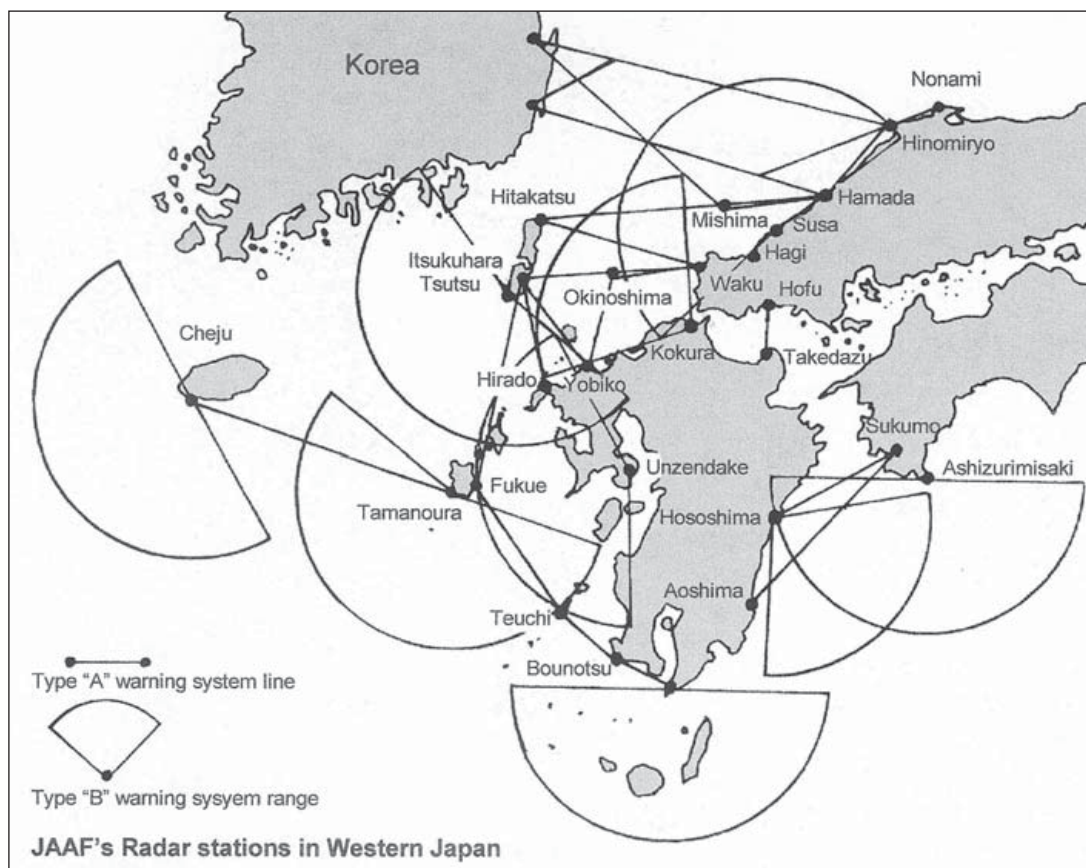 Korea
Nonami
Hinomiryo
Hitakatsu
Mishima
Hamada
Susa
Itsukuhara
Hagi
Tsutsu
Waku
Okinoshima
Hofu
Cheju
Kokura
Takedazu
Hirado
Yobiko
Sukumo
Unzendake
Ashizurimisaki
Fukue
Tamanoura
Hososhima
Aoshima
Teuchi
Bounotsu
Type "A" warning system line
Type "B" warning sysyem range
JAAF's Radar stations in Western Japan